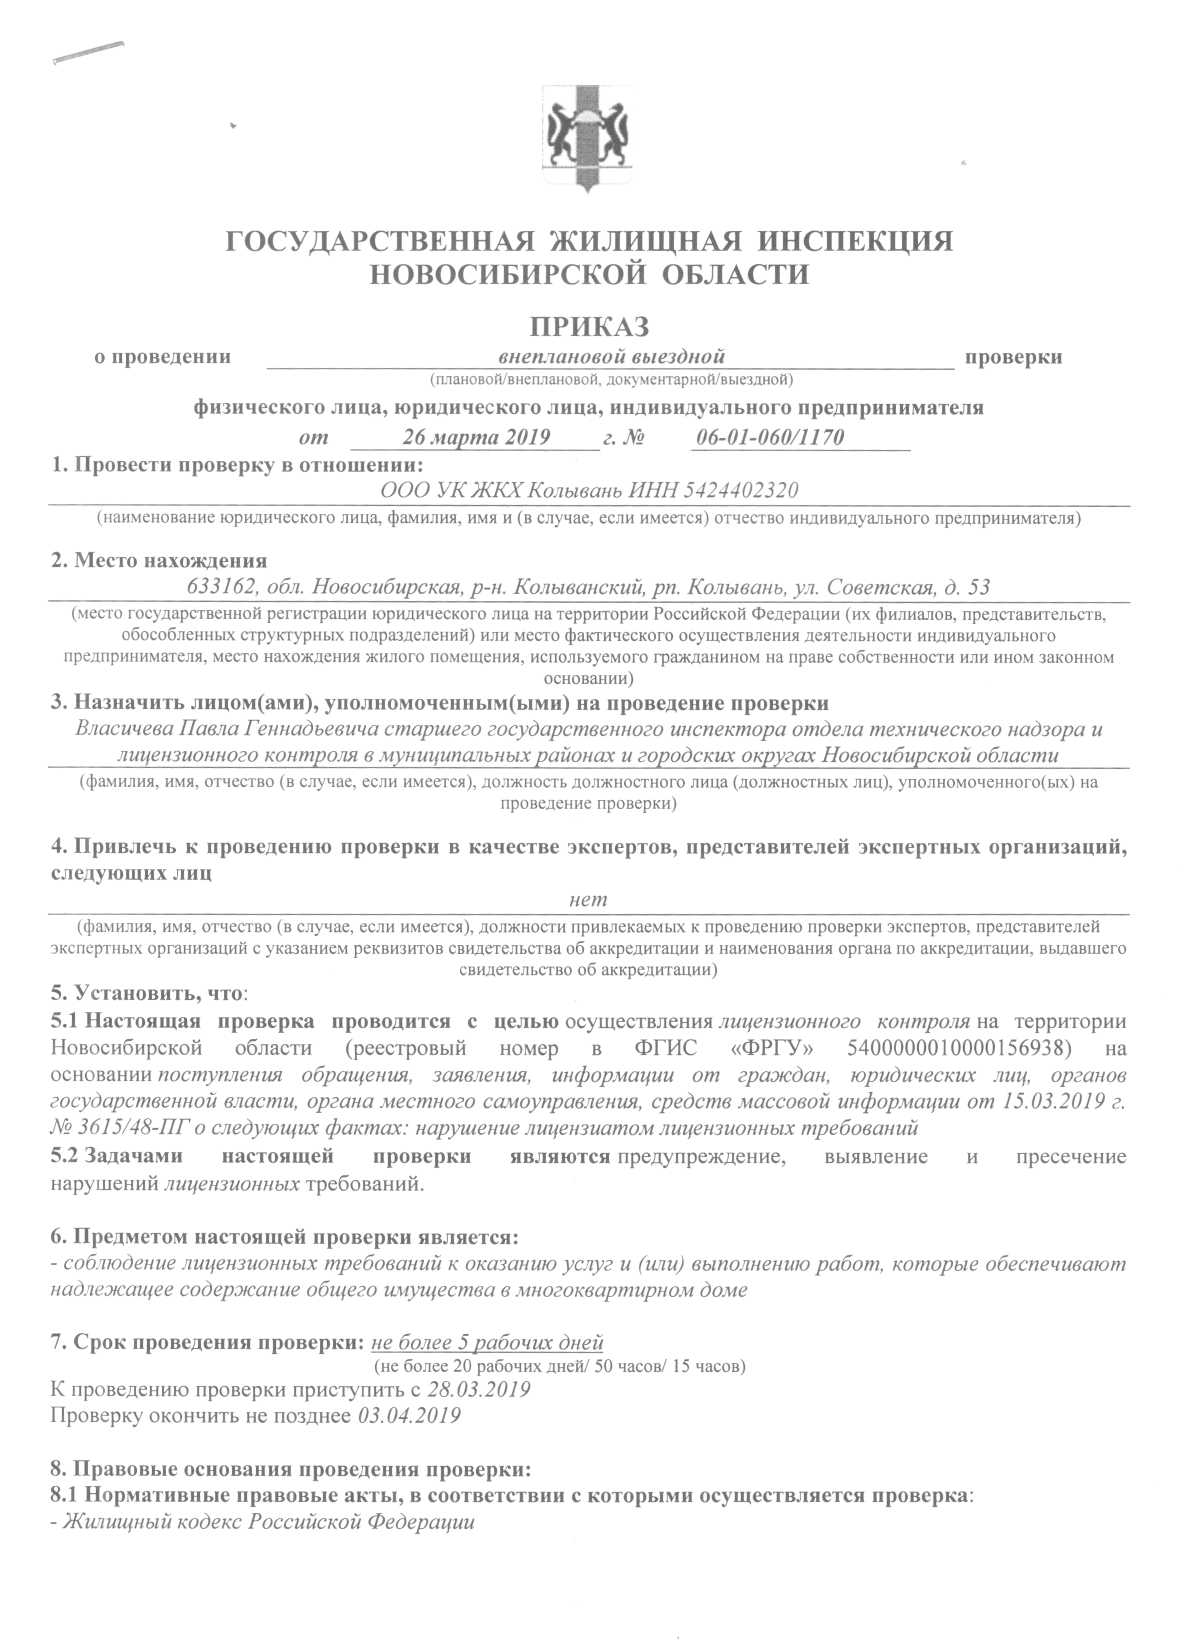 ГОСУДАРСТВЕННАЯ ЖИЛИЩНАЯ ИНСПЕКЦИЯ
НОВОСИБИРСКОЙ ОБЛАСТИ
ПРИКАЗ
о проведении внеплановой выездной проверки
(плановой/внеплановой, документарной/выездной)
физического лица, юридического лица, индивидуального предпринимателя
от 26 марта 2019 г. № 06-01-060/1170
1. Провести проверку в отношении:
ООО УК ЖКХ Колывань ИНН 5424402320
(наименование юридического лица, фамилия, имя и (в случае, если имеется) отчество индивидуального предпринимателя)
2. Место нахождения
633162, обл. Новосибирская, р-н. Колыванский, рп. Колывань, ул. Советская, д. 53
(место государственной регистрации юридического лица на территории Российской Федерации (их филиалов, представительств,
обособленных структурных подразделений) или место фактического осуществления деятельности индивидуального
предпринимателя, место нахождения жилого помещения, используемого гражданином на праве собственности или ином законном
основании)
3. Назначить лицом(ами), уполномоченным(ыми) на проведение проверки
Власичева Павла Геннадьевича старшего государственного инспектора отдела технического надзора и
лицензионного контроля в муниципальных районах и городских округах Новосибирской области
(фамилия, имя, отчество (в случае, если имеется), должность должностного лица (должностных лиц), уполномоченного(ых) на
проведение проверки)
4. Привлечь к проведению проверки в качестве экспертов, представителей экспертных организаций,
следующих лиц
нет
(фамилия, имя, отчество (в случае, если имеется), должности привлекаемых к проведению проверки экспертов, представителей
экспертных организаций с указанием реквизитов свидетельства об аккредитации и наименования органа по аккредитации, выдавшего
свидетельство об аккредитации)
5. Установить, что:
5.1 Настоящая проверка проводится с целью осуществления лицензионного контроля на территории
Новосибирской области (реестровый номер в ФГИС «ФРГУ» 5400000010000156938) на
основании поступления обращения, заявления, информации от граждан, юридических лиц, органов
государственной власти, органа местного самоуправления, средств массовой информации от 15.03.2019 г.
№ 3615/48-ПГ о следующих фактах: нарушение лицензиатом лицензионных требований
5.2 Задачами настоящей проверки являются предупреждение, выявление и пресечение
нарушений лицензионных требований.
6. Предметом настоящей проверки является:
- соблюдение лицензионных требований к оказанию услуг и (или) выполнению работ, которые обеспечивают
надлежащее содержание общего имущества в многоквартирном доме
7. Срок проведения проверки: не более 5 рабочих дней
(не более 20 рабочих дней/ 50 часов/ 15 часов)
К проведению проверки приступить с 28.03.2019
Проверку окончить не позднее 03.04.2019
8. Правовые основания проведения проверки:
8.1 Нормативные правовые акты, в соответствии с которыми осуществляется проверка:
- Жилищный кодекс Российской Федерации